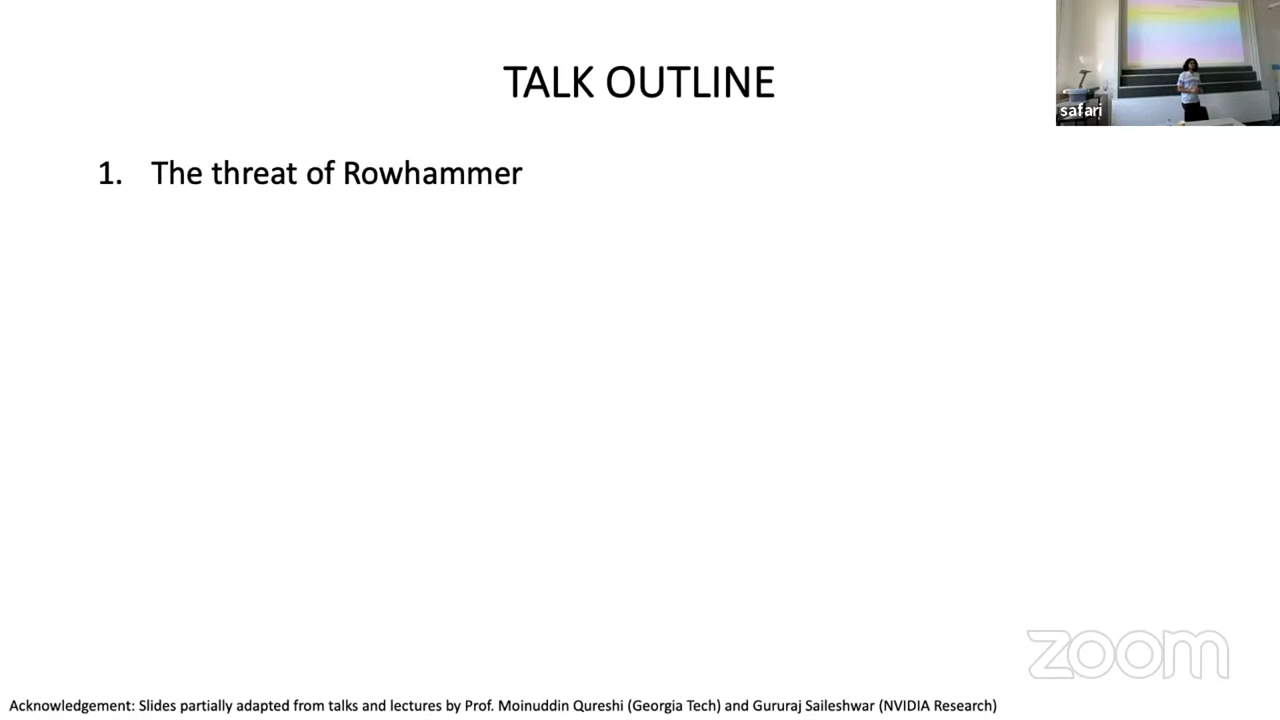 TALK OUTLINE
safari
1. The threat of Rowhammer
zoom
Acknowledgement: Slides partially adapted from talks and lectures by Prof. Moinuddin Qureshi (Georgia Tech) and Gururaj Saileshwar (NVIDIA Research)